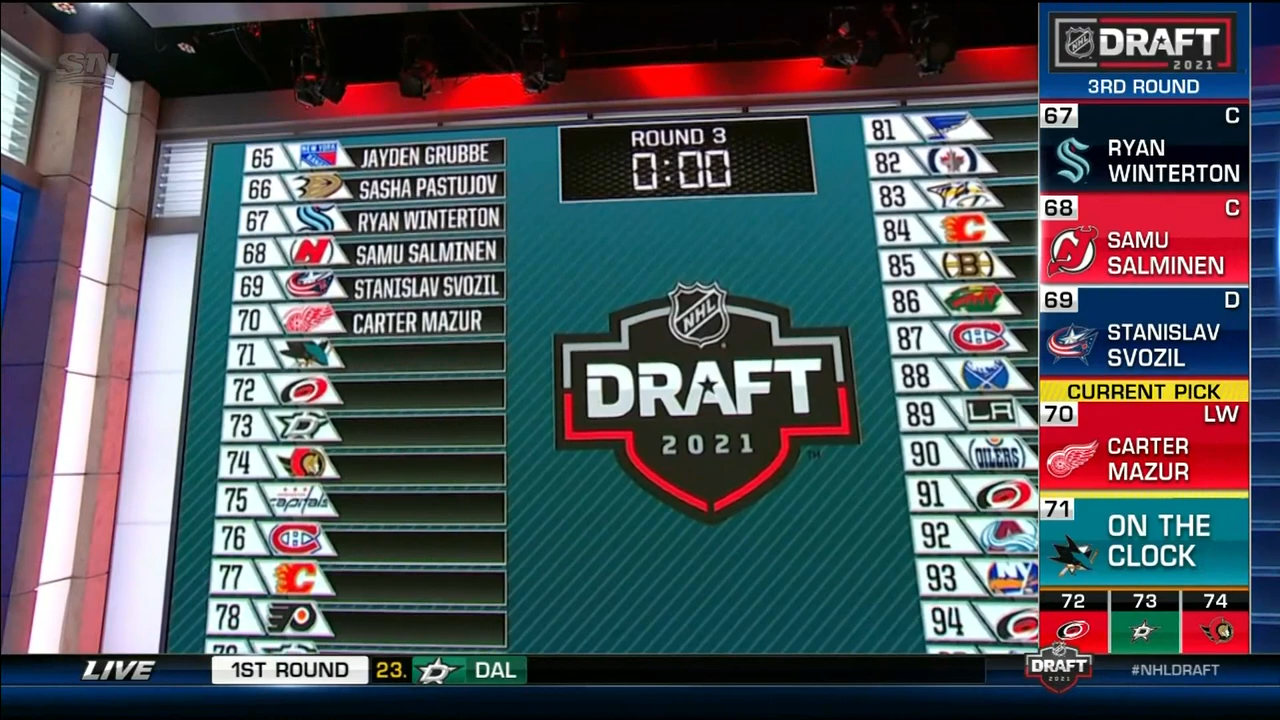 SN
65 NEW YORK JAYDEN GRUBBE
66 SASHA PASTUJOV
67 RYAN WINTERTON
68 SAMU SALMINEN
69 STANISLAV SVOZIL
70 CARTER MAZUR
71
72
73
74
75 capitals
76
77
78
ROUND 3
0:00
NHL
DRAFT
2021
TM
81
82
83
84
85 B
86
87
88
89 LA
90 OILERS
91
92
93 NY
94
NHL DRAFT
2021
3RD ROUND
67 C
RYAN
WINTERTON
68 C
SAMU
SALMINEN
69 D
STANISLAV
SVOZIL
CURRENT PICK
70 LW
CARTER
MAZUR
71
ON THE
CLOCK
72 73 74
LIVE 1ST ROUND 23. DAL
DRAFT
2021
#NHLDRAFT